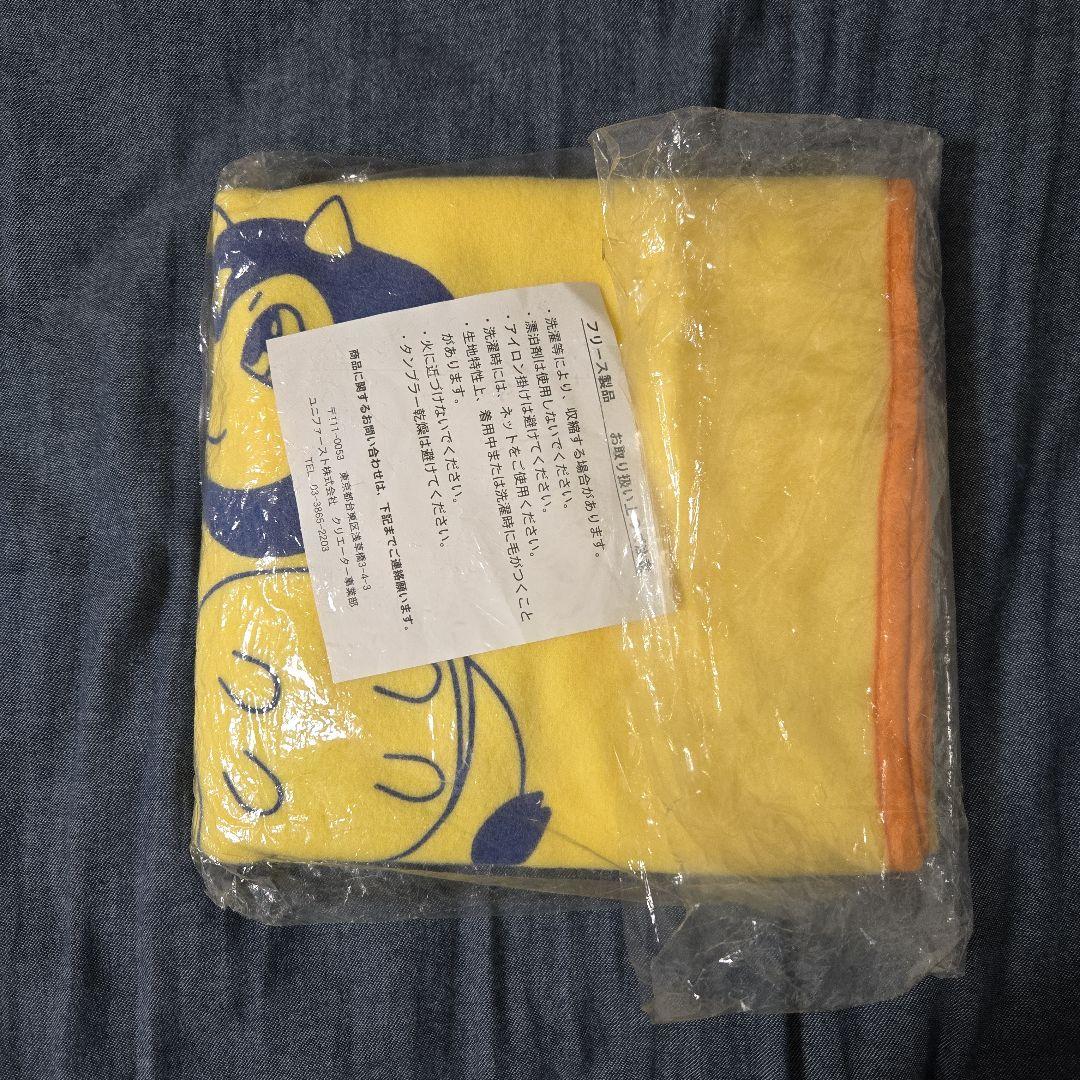 フリース製品 お取り扱い上
・洗濯等により、収縮する場合があります。
・漂泊剤は使用しないでください。
・アイロン掛けは避けてください。
・洗濯時には、ネットをご使用ください。
・生地特性上、着用中または洗濯時に毛がつくこと
があります。
・火に近づけないでください。
・タンブラー乾燥は避けてください。
商品に関するお問い合わせは、下記までご連絡願います。
〒111-0053 東京都台東区浅草橋3-4-3
ユニファースト株式会社 クリエーター事業部
TEL 03-3865-2203